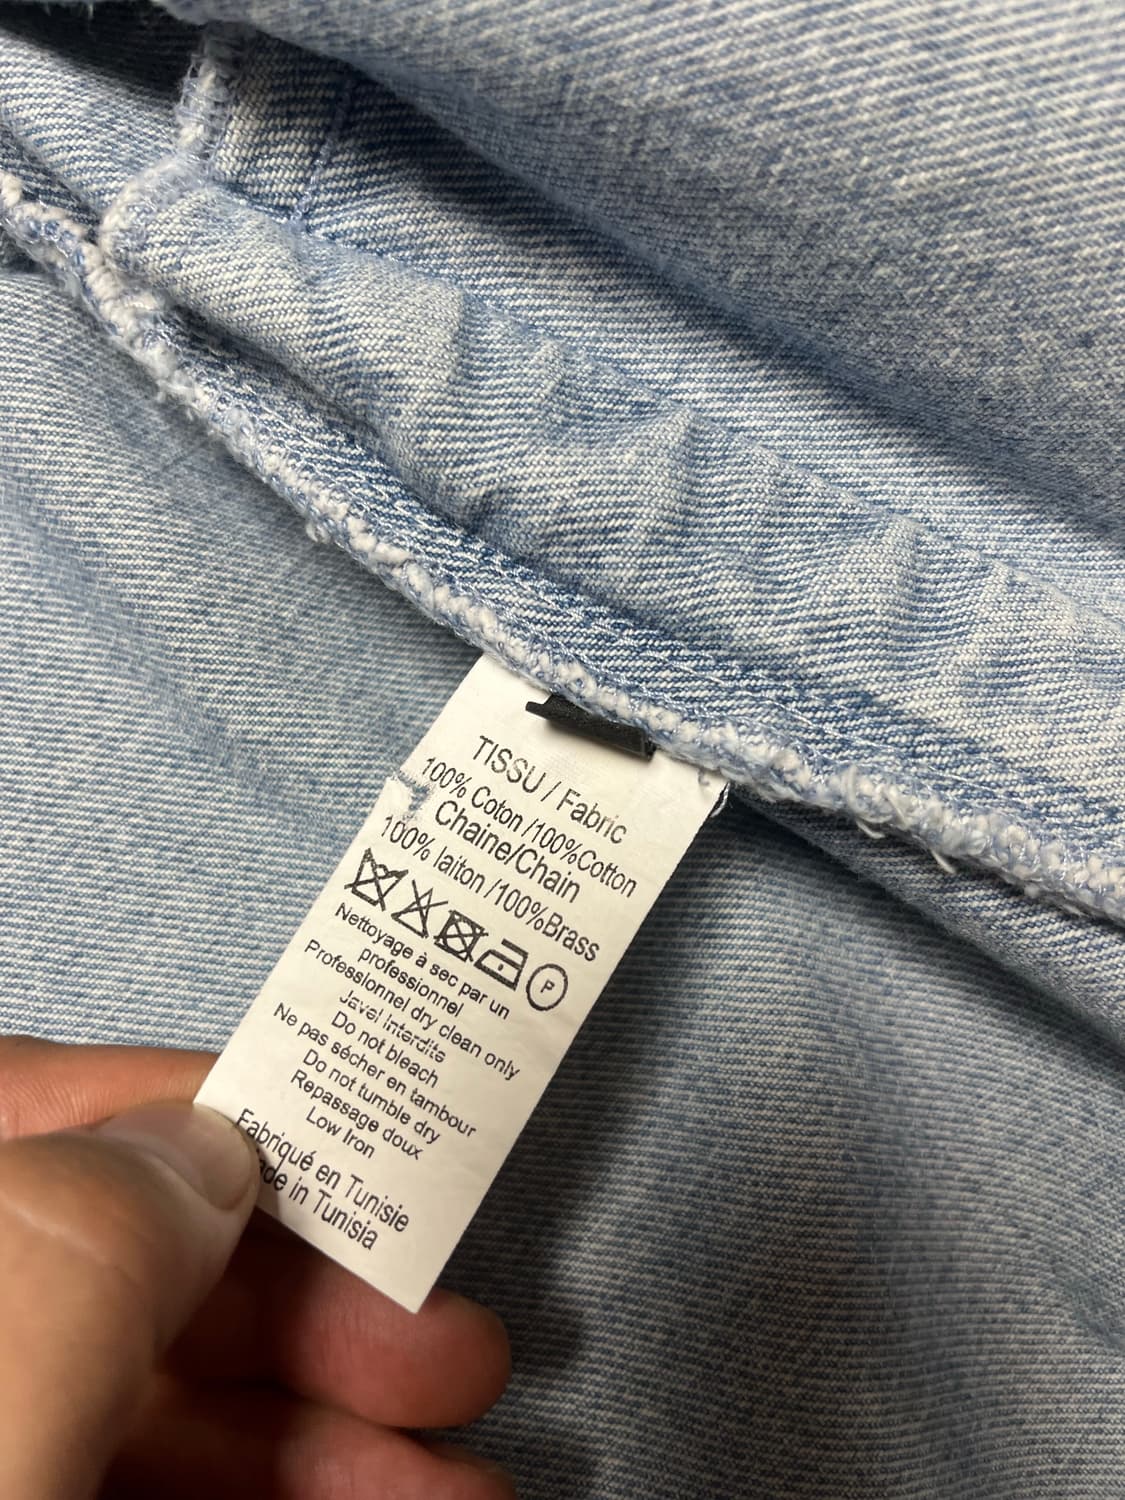 TISSU / Fabric
100% Coton /100%Cotton
Chaine/Chain
100% laiton /100%Brass
P
Nettoyage à sec par un
professionnel
Professionnel dry clean only
Javel Interdite
Do not bleach
Ne pas sécher en tambour
Do not tumble dry
Repassage doux
Low Iron
Fabriqué en Tunisie
ade in Tunisia